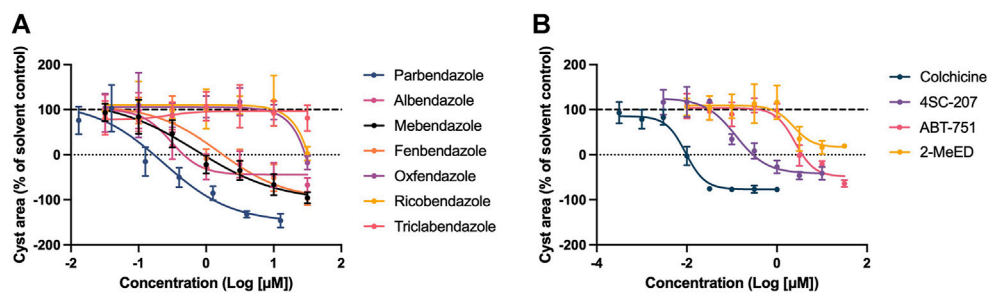 A
Cyst area (% of solvent control)
200
100
0
-100
-200
-2
-1
0
1
2
Concentration (Log [µM])
Parbendazole
Albendazole
Mebendazole
Fenbendazole
Oxfendazole
Ricobendazole
Triclabendazole
B
Cyst area (% of solvent control)
200
100
0
-100
-200
-4
-2
0
2
Concentration (Log [µM])
Colchicine
4SC-207
ABT-751
2-MeED